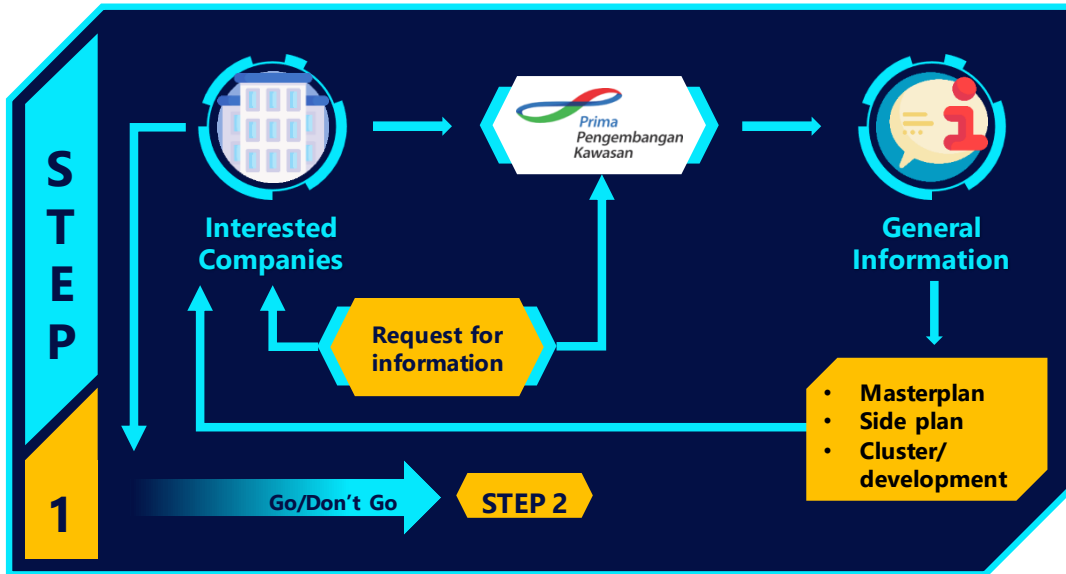 STEP
1
Interested
Companies
Prima
Pengembangan
Kawasan
General
Information
Request for
information
• Masterplan
• Side plan
• Cluster/
development
Go/Don’t Go
STEP 2